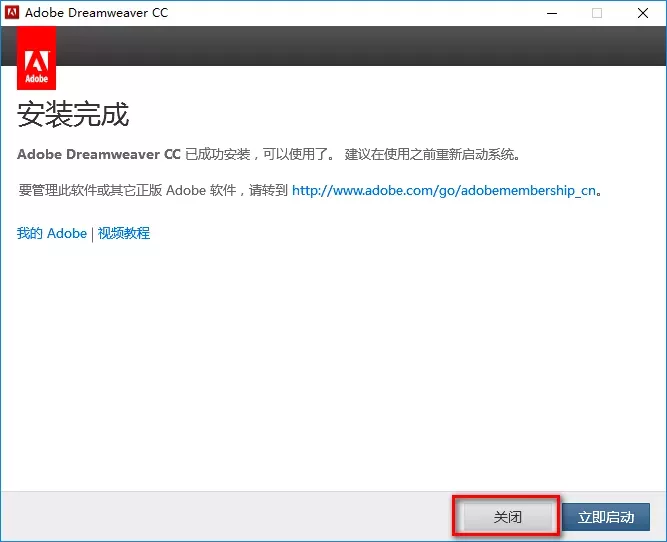 Adobe Dreamweaver CC
Adobe
安装完成
Adobe Dreamweaver CC 已成功安装，可以使用了。 建议在使用之前重新启动系统。
要管理此软件或其它正版 Adobe 软件，请转到 http://www.adobe.com/go/adobemembership_cn。
我的 Adobe | 视频教程
关闭 立即启动